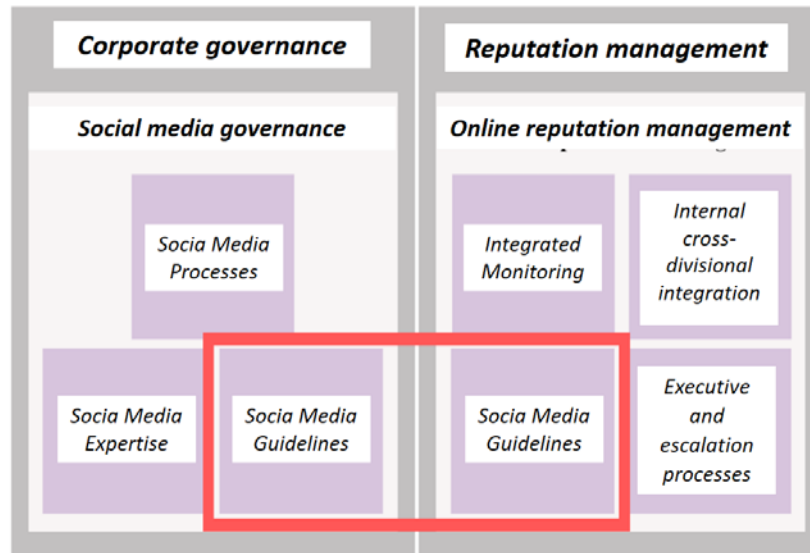 Corporate governance
Reputation management
Social media governance
Online reputation management
Socia Media
Processes
Integrated
Monitoring
Internal
cross-
divisional
integration
Socia Media
Expertise
Socia Media
Guidelines
Socia Media
Guidelines
Executive
and
escalation
processes